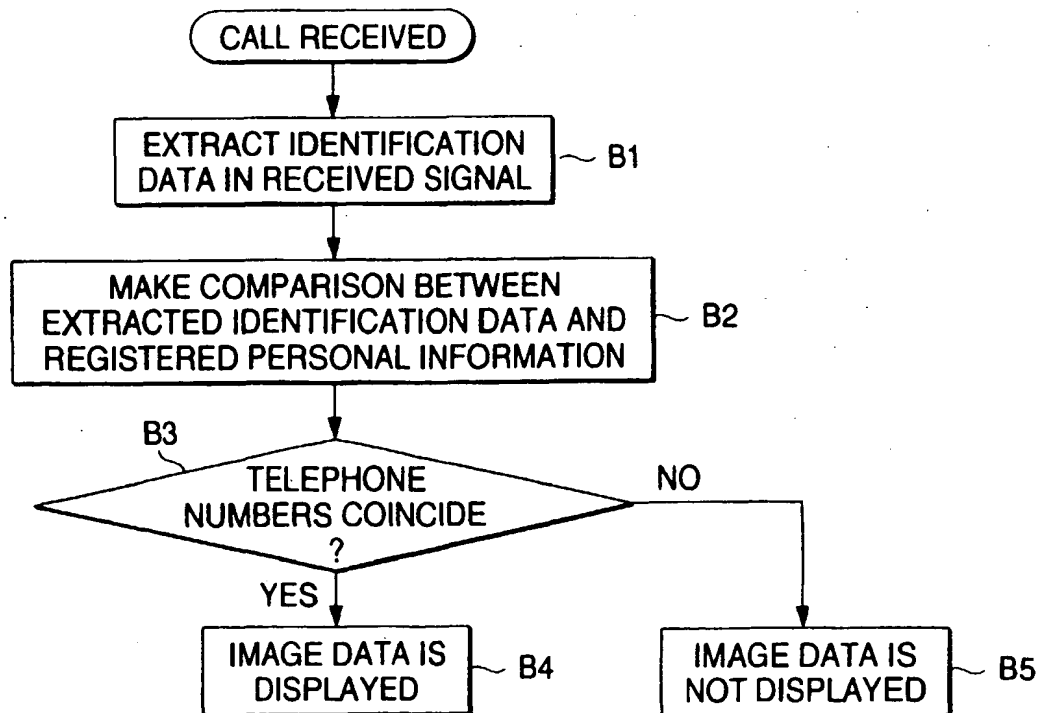 CALL RECEIVED
EXTRACT IDENTIFICATION
DATA IN RECEIVED SIGNAL
B1
MAKE COMPARISON BETWEEN
EXTRACTED IDENTIFICATION DATA AND
REGISTERED PERSONAL INFORMATION
B2
B3
TELEPHONE
NUMBERS COINCIDE
?
NO
YES
IMAGE DATA IS
DISPLAYED
B4
IMAGE DATA IS
NOT DISPLAYED
B5